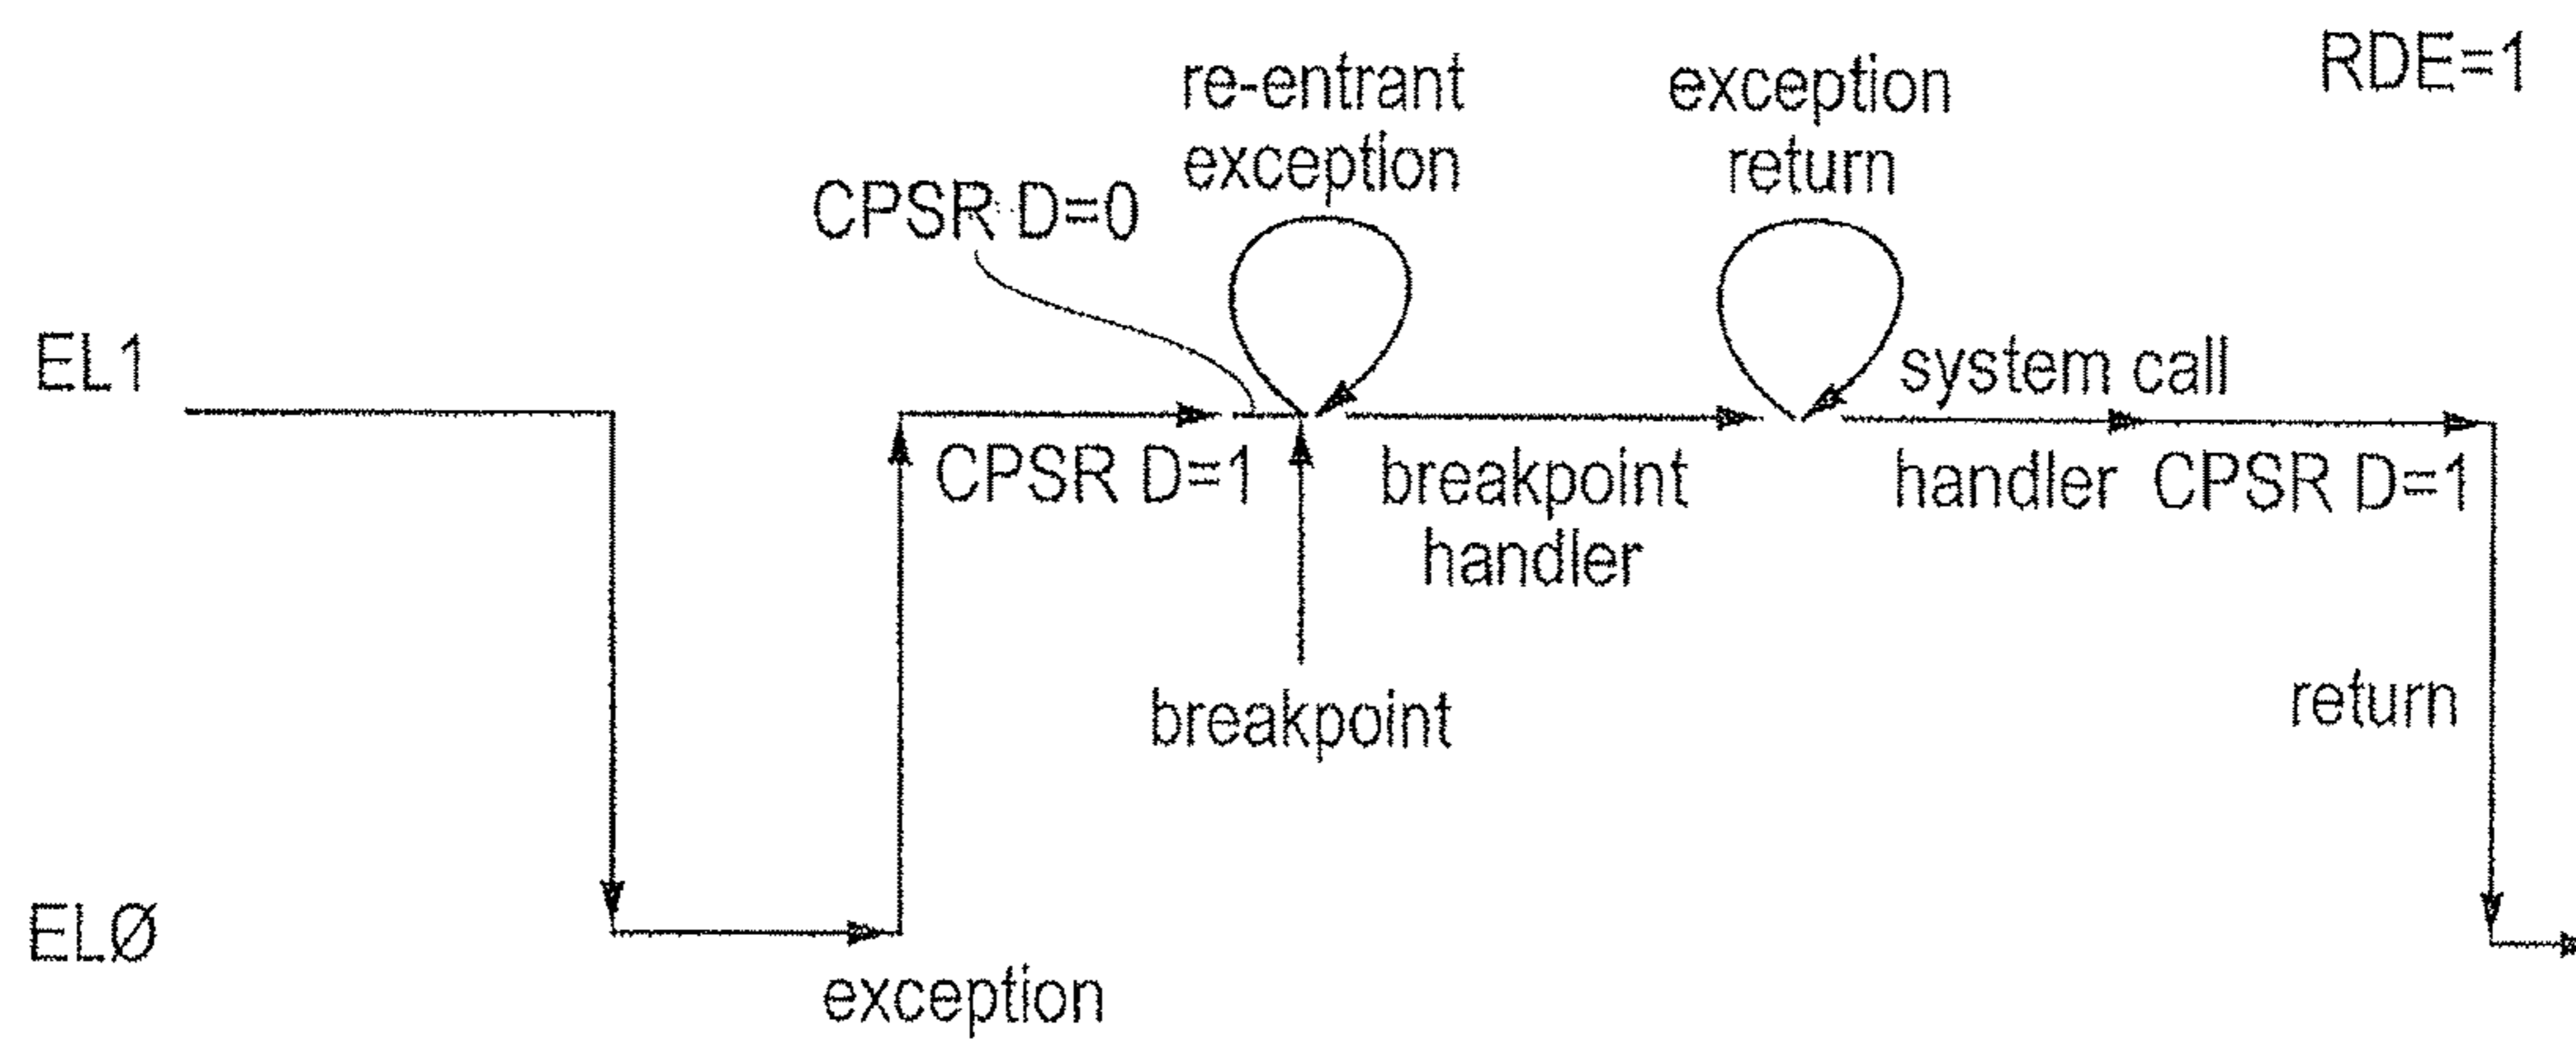 RDE=1
re-entrant
exception
exception
return
CPSR D=0
EL1
system call
CPSR D=1
breakpoint
handler
handler CPSR D=1
breakpoint
return
ELØ
exception